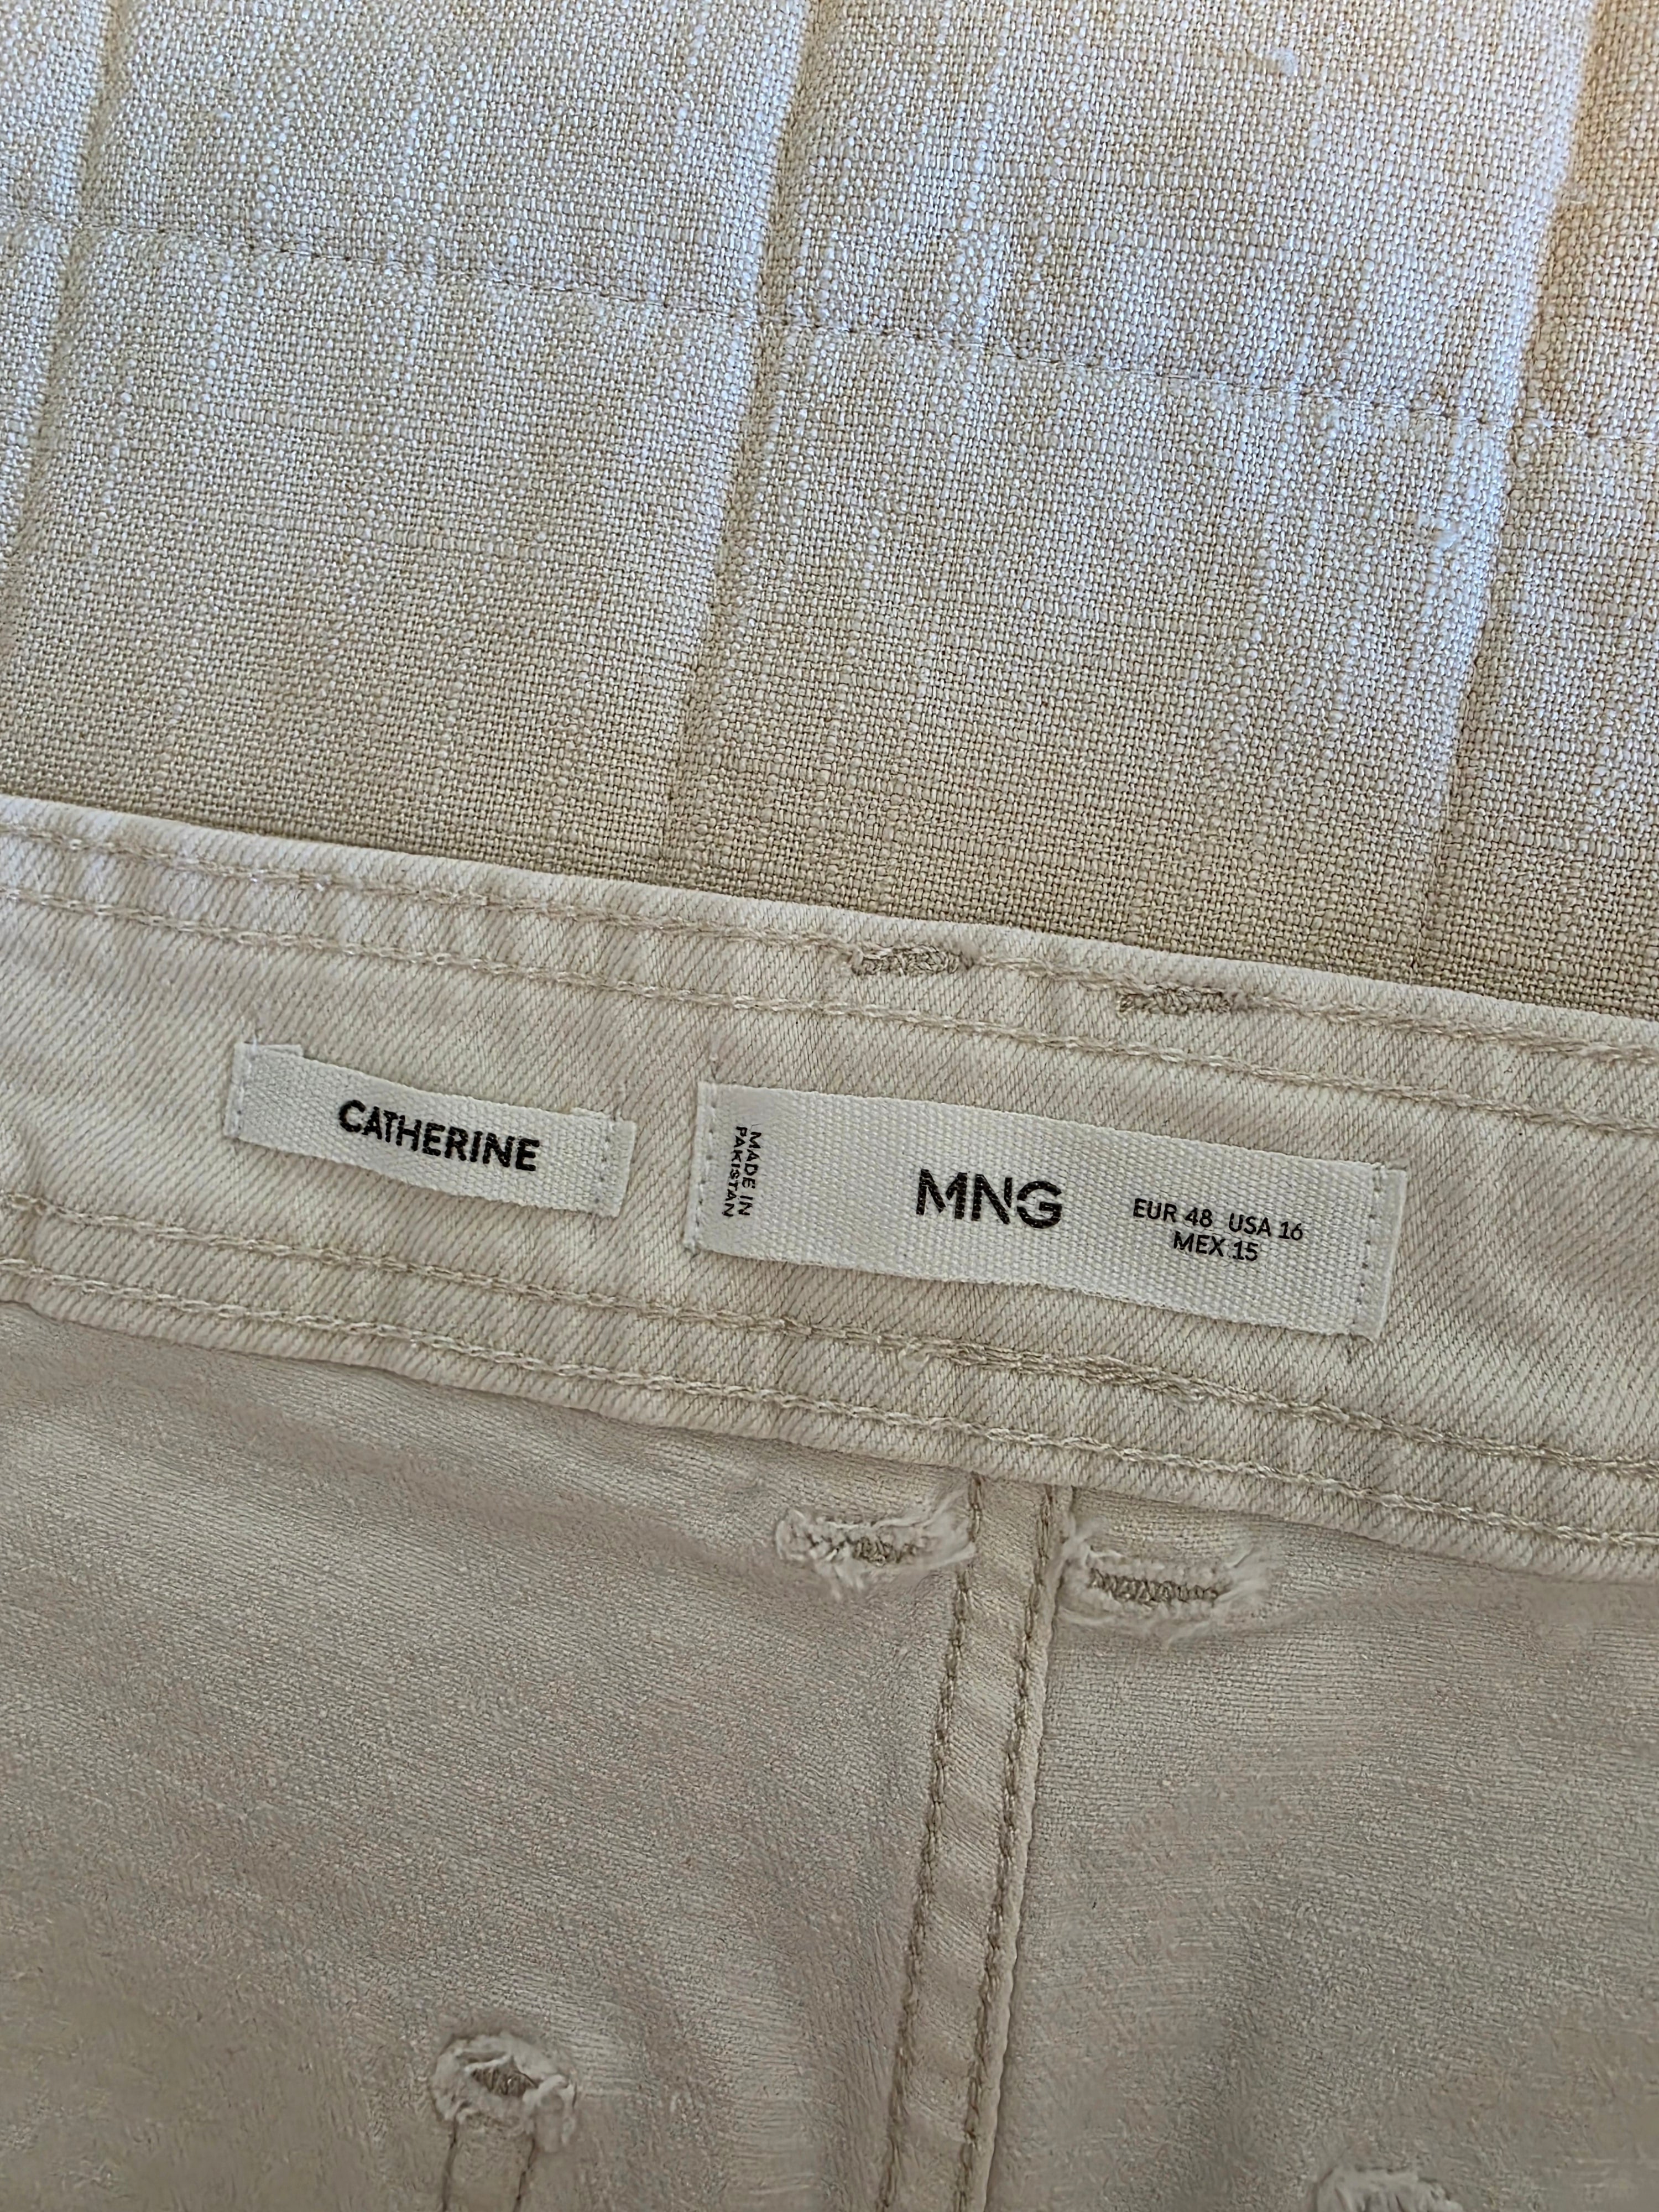 CATHERINE
MADE IN
PAKISTAN
MNG
EUR 48 USA 16
MEX 15